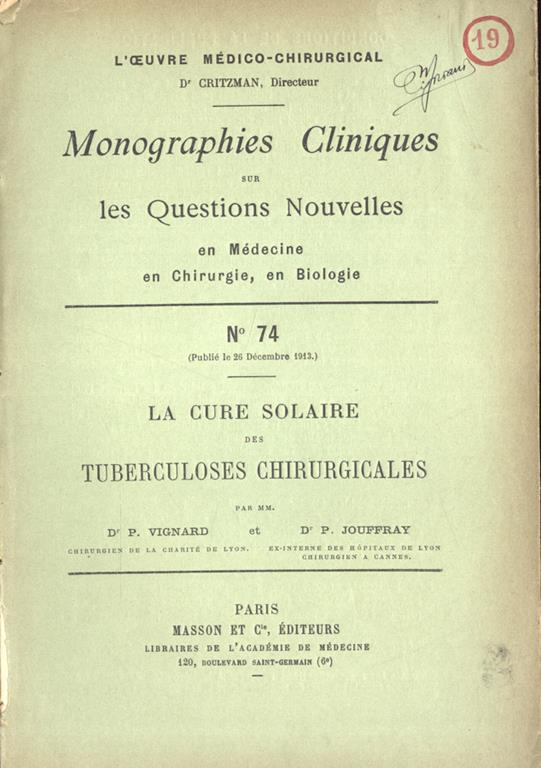 19
L'ŒUVRE MÉDICO-CHIRURGICAL
Dr CRITZMAN, Directeur
Monographies Cliniques
SUR
les Questions Nouvelles
en Médecine
en Chirurgie, en Biologie
No 74
(Publié le 26 Décembre 1913.)
LA CURE SOLAIRE
DES
TUBERCULOSES CHIRURGICALES
PAR MM.
Dr P. VIGNARD et Dr P. JOUFFRAY
CHIRURGIEN DE LA CHARITÉ DE LYON. EX-INTERNE DES HÔPITAUX DE LYON
CHIRURGIEN A CANNES.
PARIS
MASSON ET Cie, ÉDITEURS
LIBRAIRES DE L'ACADÉMIE DE MÉDECINE
120, BOULEVARD SAINT-GERMAIN (6e)